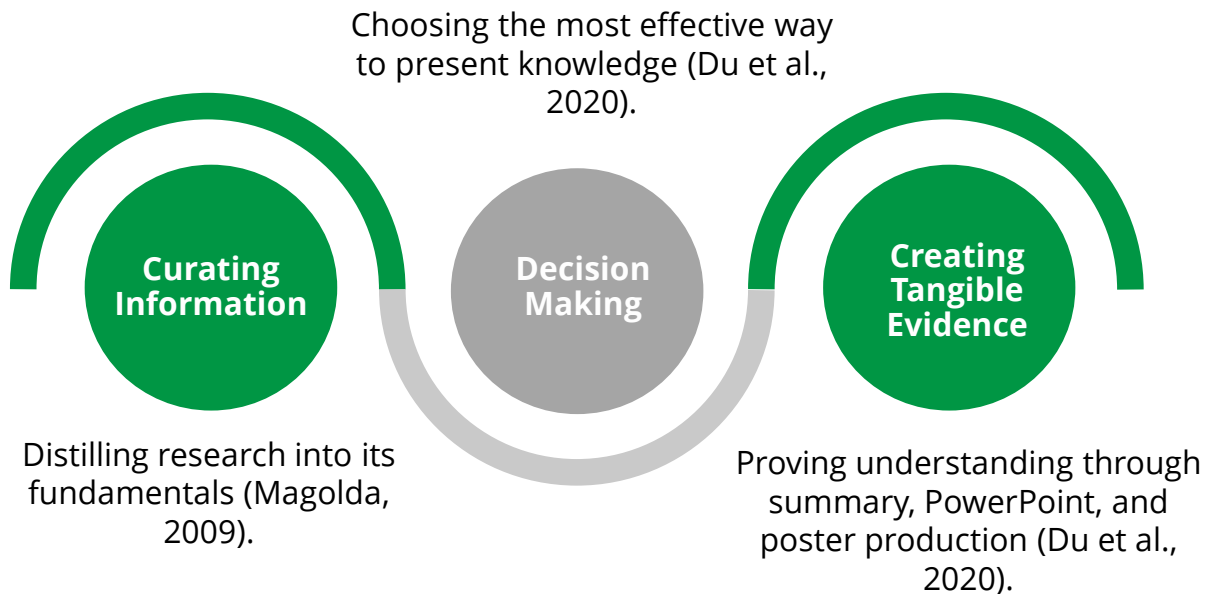 Choosing the most effective way
to present knowledge (Du et al.,
2020).
Curating
Information
Decision
Making
Creating
Tangible
Evidence
Distilling research into its
fundamentals (Magolda,
2009).
Proving understanding through
summary, PowerPoint, and
poster production (Du et al.,
2020).